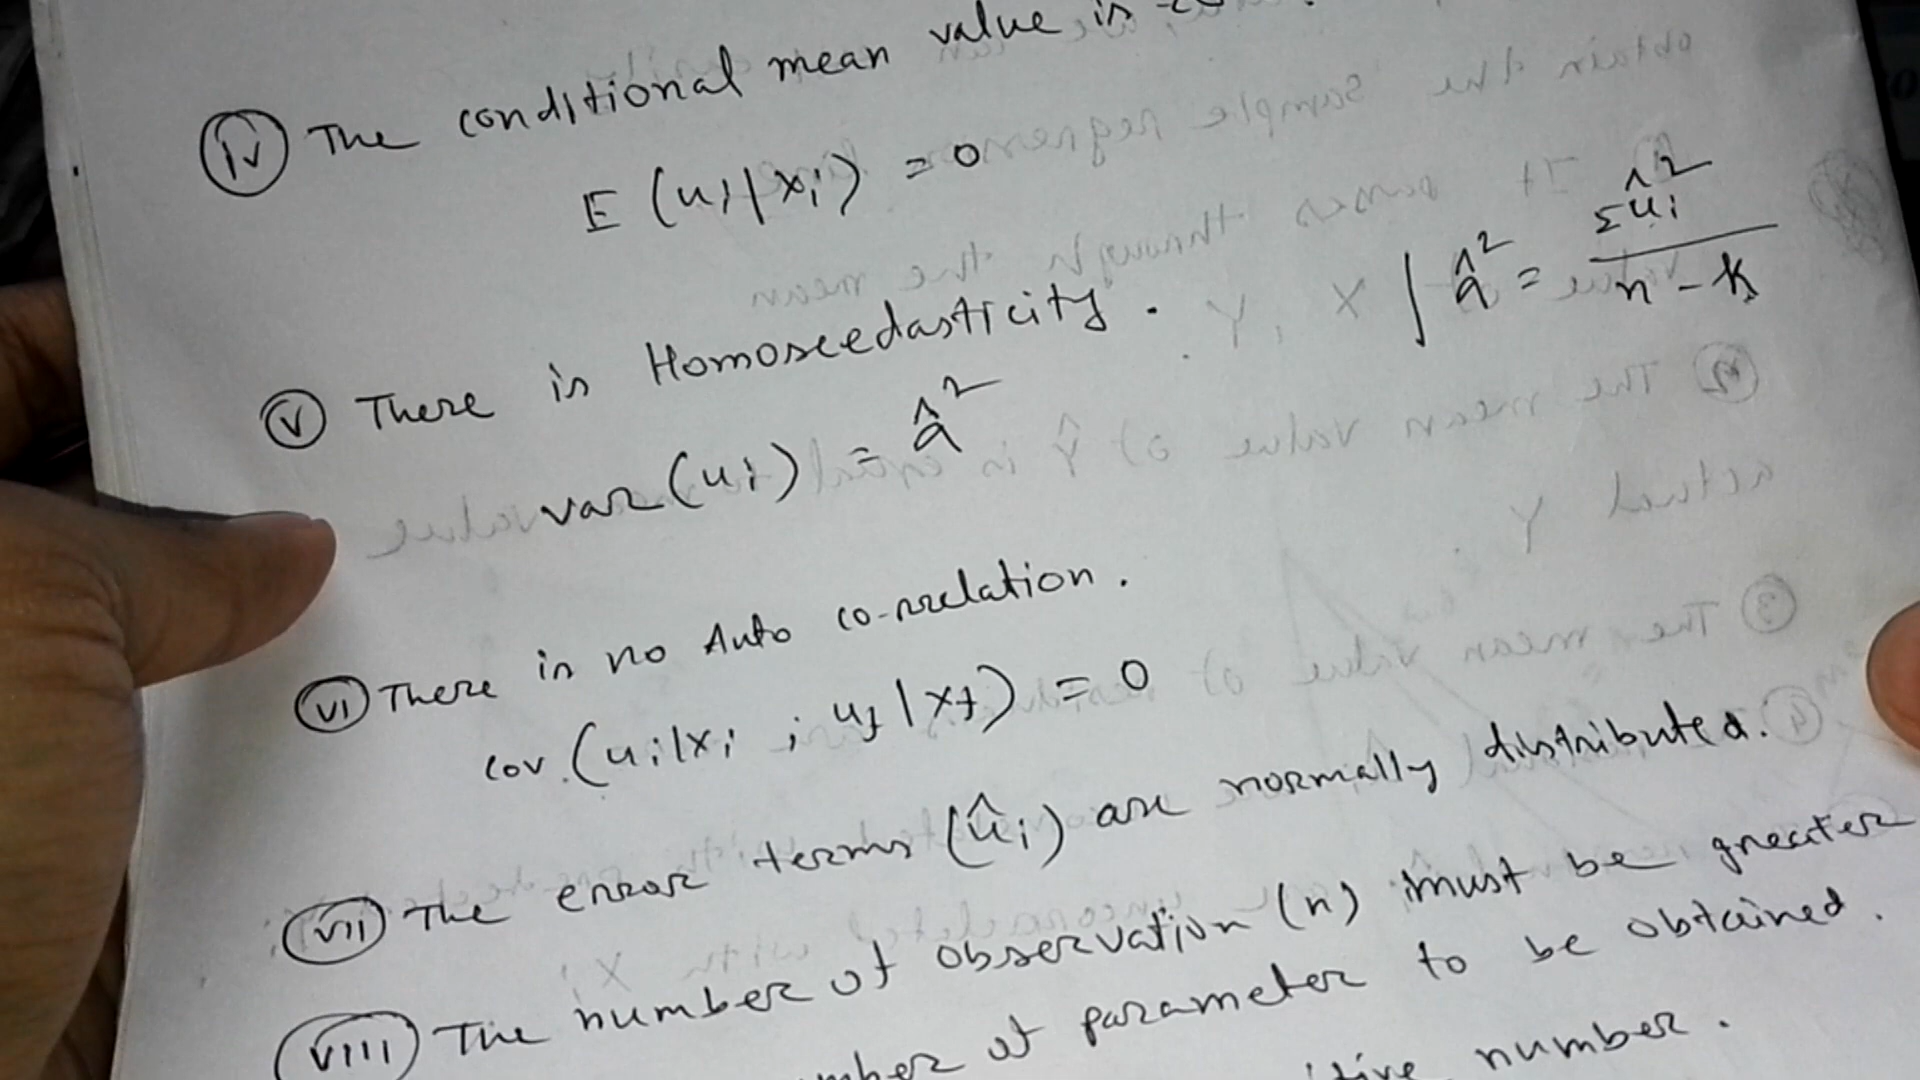 (iv) The conditional mean value is
E (ui|xi) = 0
(v) There is Homoscedasticity. | σ̂² = Σûi² / n - k
var(ui) = σ̂²
(vi) There is no Auto co-rrelation.
cov. (ui|xi ; uj|xj) = 0
(vii) The error terms (ûi) are normally distributed.
(viii) The number of observation (n) must be greater
of parameter to be obtained.
number.